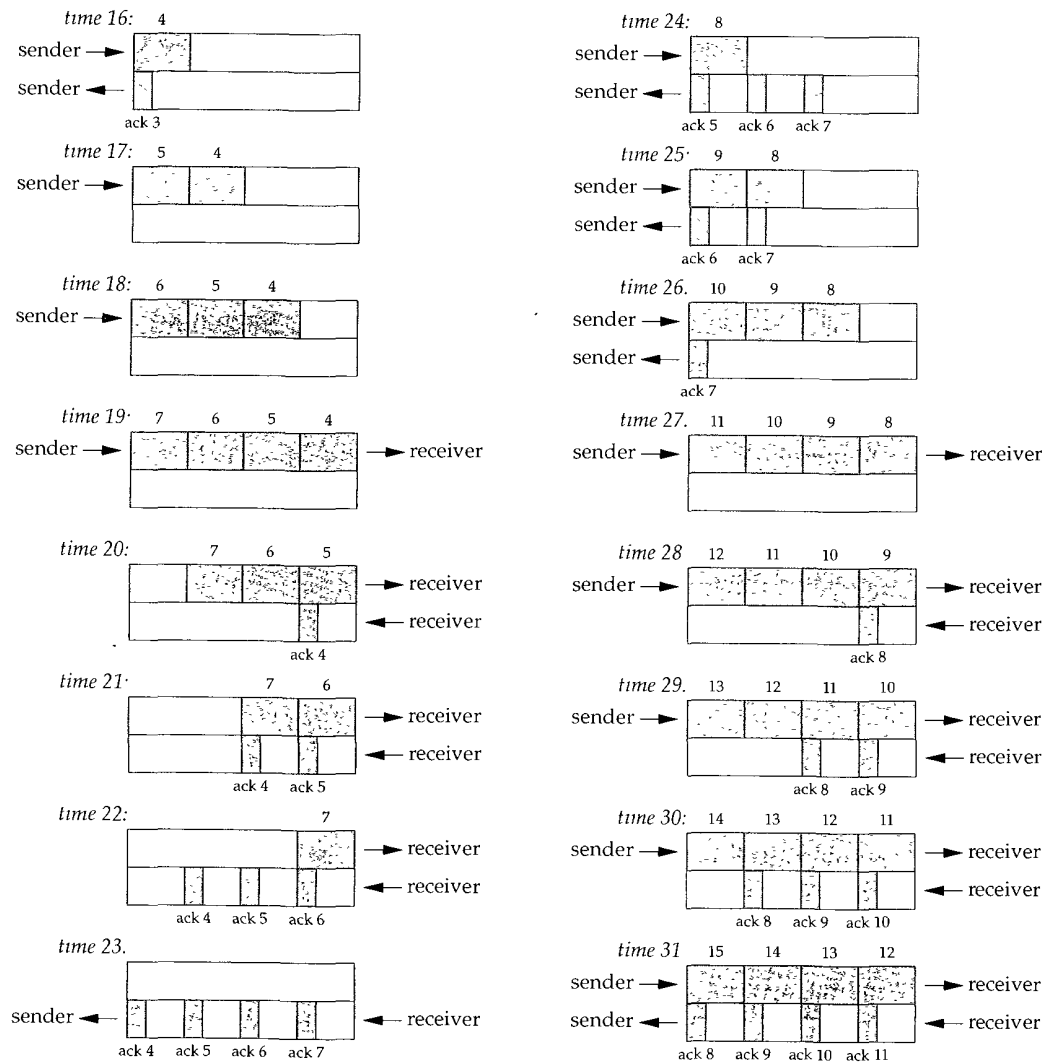 time 16: 4
sender
sender
ack 3
time 17: 5 4
sender
time 18: 6 5 4
sender
time 19: 7 6 5 4
sender receiver
time 20: 7 6 5
receiver
receiver
ack 4
time 21: 7 6
receiver
receiver
ack 4 ack 5
time 22: 7
receiver
receiver
ack 4 ack 5 ack 6
time 23.
sender receiver
ack 4 ack 5 ack 6 ack 7
time 24: 8
sender
sender
ack 5 ack 6 ack 7
time 25: 9 8
sender
sender
ack 6 ack 7
time 26. 10 9 8
sender
sender
ack 7
time 27. 11 10 9 8
sender receiver
time 28 12 11 10 9
sender receiver
receiver
ack 8
time 29. 13 12 11 10
sender receiver
receiver
ack 8 ack 9
time 30: 14 13 12 11
sender receiver
receiver
ack 8 ack 9 ack 10
time 31 15 14 13 12
sender receiver
sender receiver
ack 8 ack 9 ack 10 ack 11